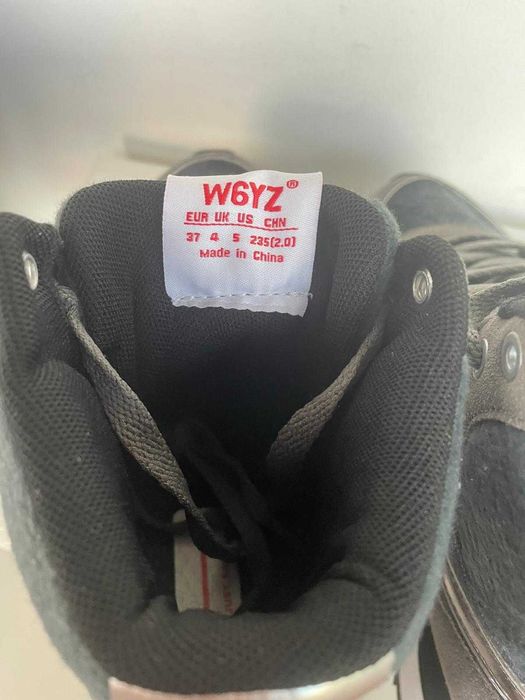 W6YZ®
EUR UK US CHN
37 4 5 235(2.0)
Made in China